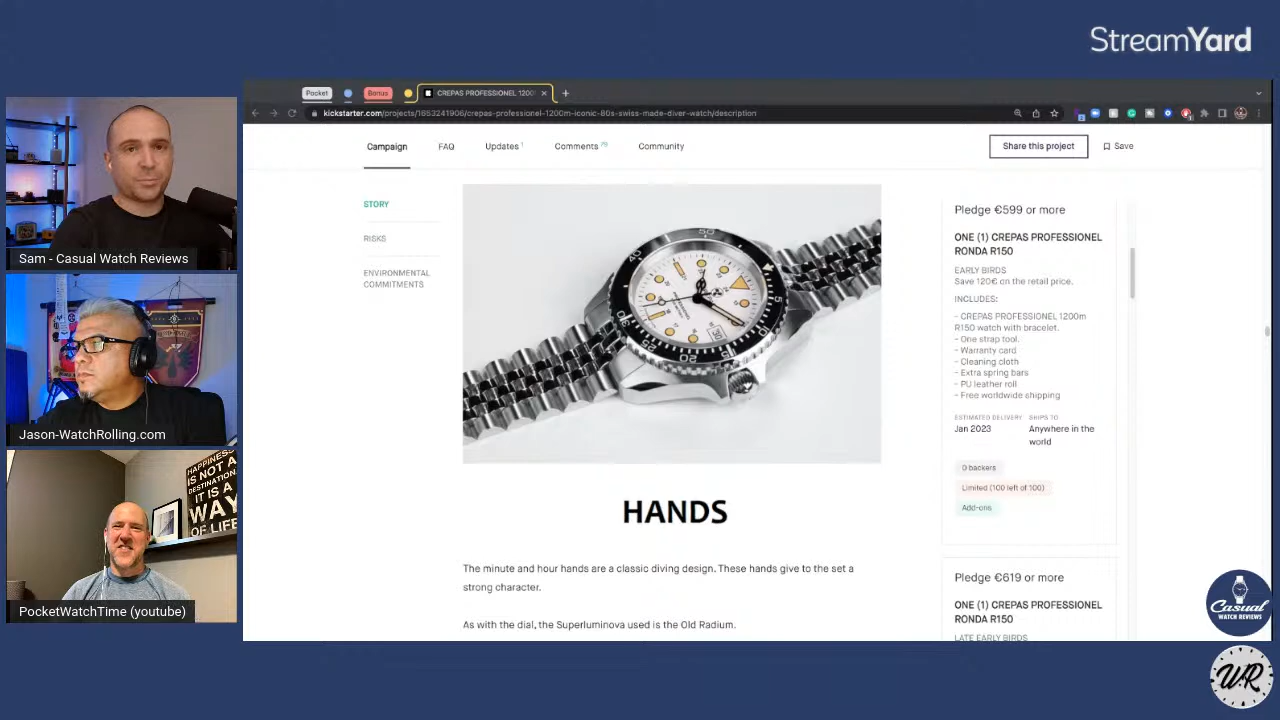 StreamYard
Pocket
Bonus
CREPAS PROFESSIONEL 1200
kickstarter.com/projects/1853241906/crepas-professionel-1200m-iconic-80s-swiss-made-diver-watch/description
Campaign
FAQ
Updates 1
Comments
Community
Share this project
Save
STORY
RISKS
ENVIRONMENTAL
COMMITMENTS
HANDS
The minute and hour hands are a classic diving design. These hands give to the set a
strong character.
As with the dial, the Superluminova used is the Old Radium.
Pledge €599 or more
ONE (1) CREPAS PROFESSIONEL
RONDA R150
EARLY BIRDS
Save 120€ on the retail price.
INCLUDES:
- CREPAS PROFESSIONEL 1200m
R150 watch with bracelet.
- One strap tool.
- Warranty card
- Cleaning cloth
- Extra spring bars
- PU leather roll
- Free worldwide shipping
ESTIMATED DELIVERY
SHIPS TO
Jan 2023
Anywhere in the
world
0 backers
Limited (100 left of 100)
Add-ons
Pledge €619 or more
ONE (1) CREPAS PROFESSIONEL
RONDA R150
LATE EARLY BIRDS
Sam - Casual Watch Reviews
Jason-WatchRolling.com
HAPPINESS
IS NOT A
DESTINATION
IT IS A
WAY
OF LIFE
PocketWatchTime (youtube)
Casual
WATCH REVIEWS
WR